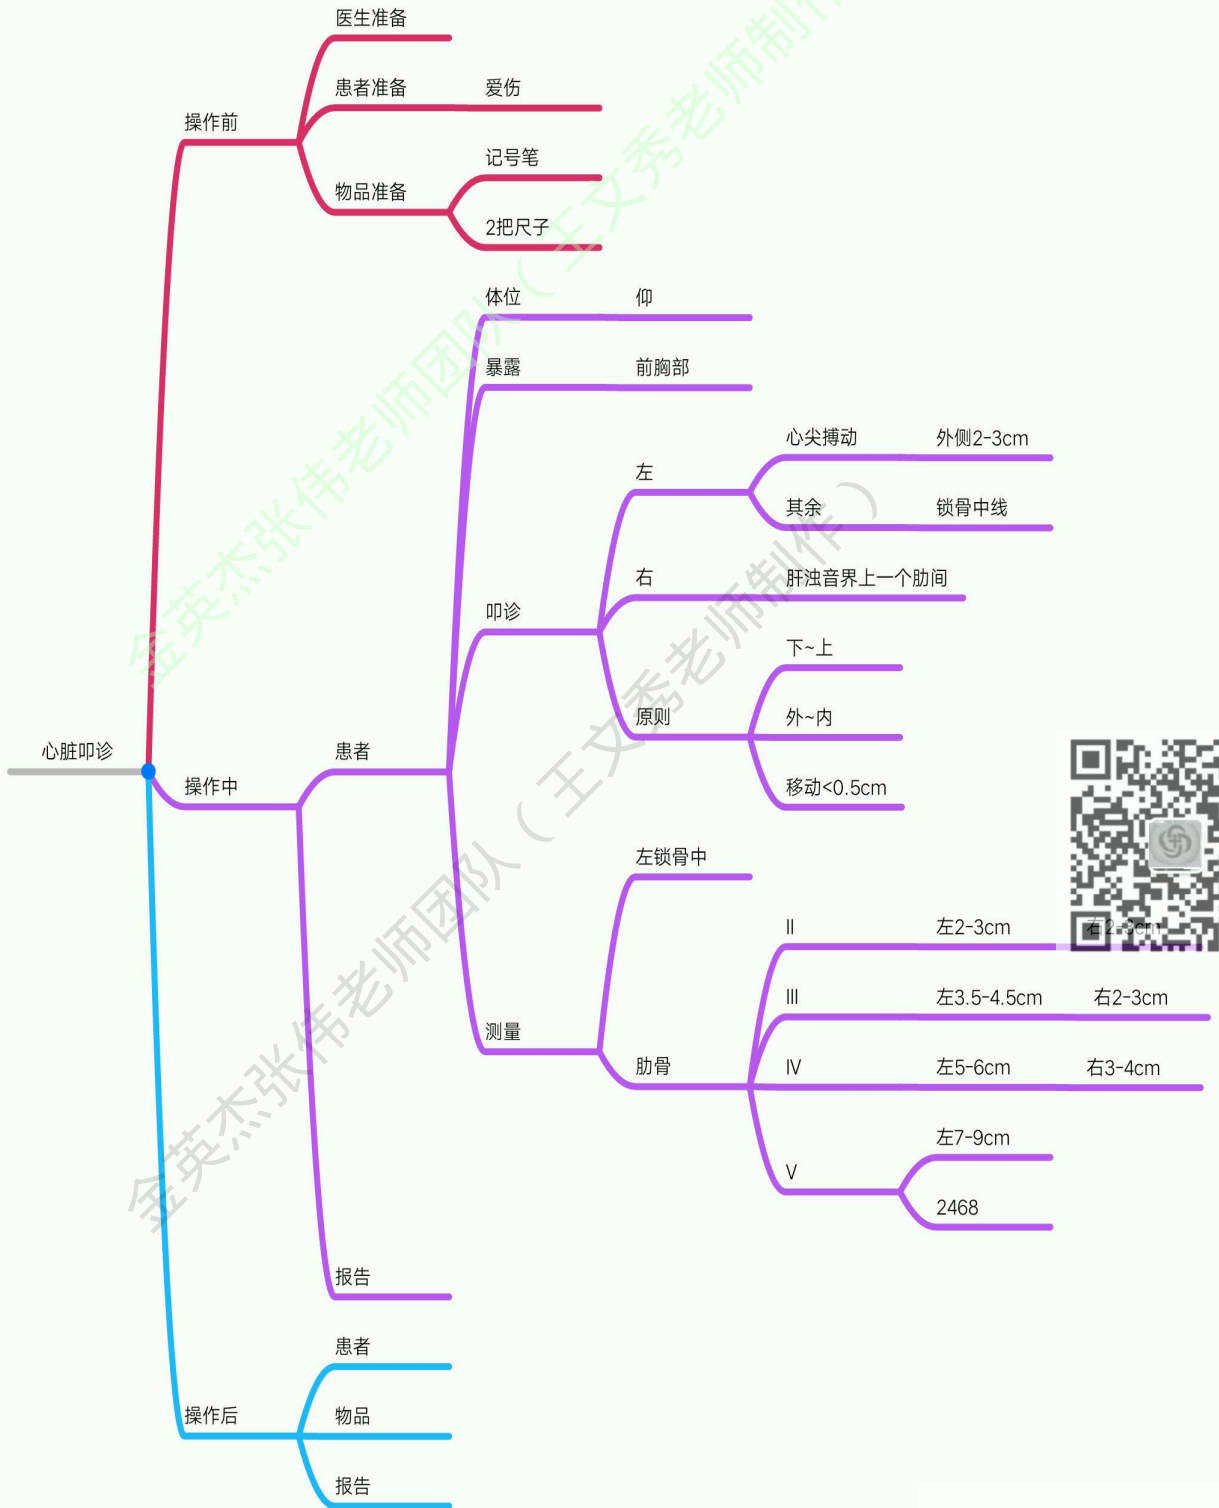 医生准备
患者准备 爱伤
操作前
记号笔
物品准备
2把尺子
体位 仰
暴露 前胸部
心尖搏动 外侧2-3cm
左
其余 锁骨中线
右 肝浊音界上一个肋间
叩诊
下~上
原则 外~内
心脏叩诊
患者
操作中
移动<0.5cm
左锁骨中
II 左2-3cm 右2-3cm
III 左3.5-4.5cm 右2-3cm
测量
肋骨 IV 左5-6cm 右3-4cm
左7-9cm
V
2468
报告
患者
操作后 物品
报告
金英杰张伟老师团队（王文秀老师制作
金英杰张伟老师团队（王文秀老师制作）